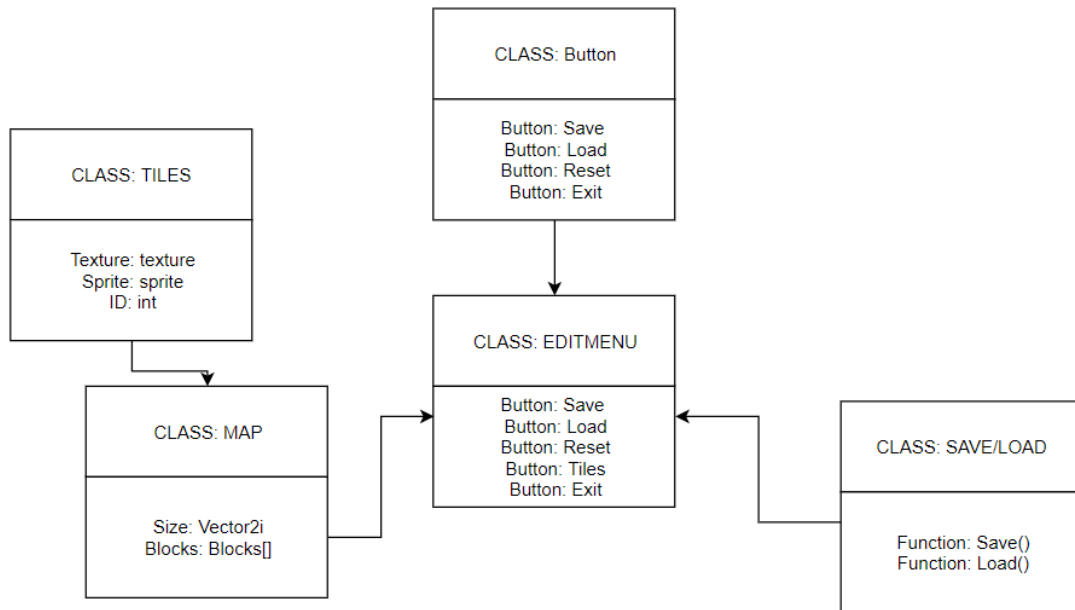 CLASS: Button
Button: Save
Button: Load
Button: Reset
Button: Exit
CLASS: TILES
Texture: texture
Sprite: sprite
ID: int
CLASS: EDITMENU
Button: Save
Button: Load
Button: Reset
Button: Tiles
Button: Exit
CLASS: MAP
Size: Vector2i
Blocks: Blocks[]
CLASS: SAVE/LOAD
Function: Save()
Function: Load()